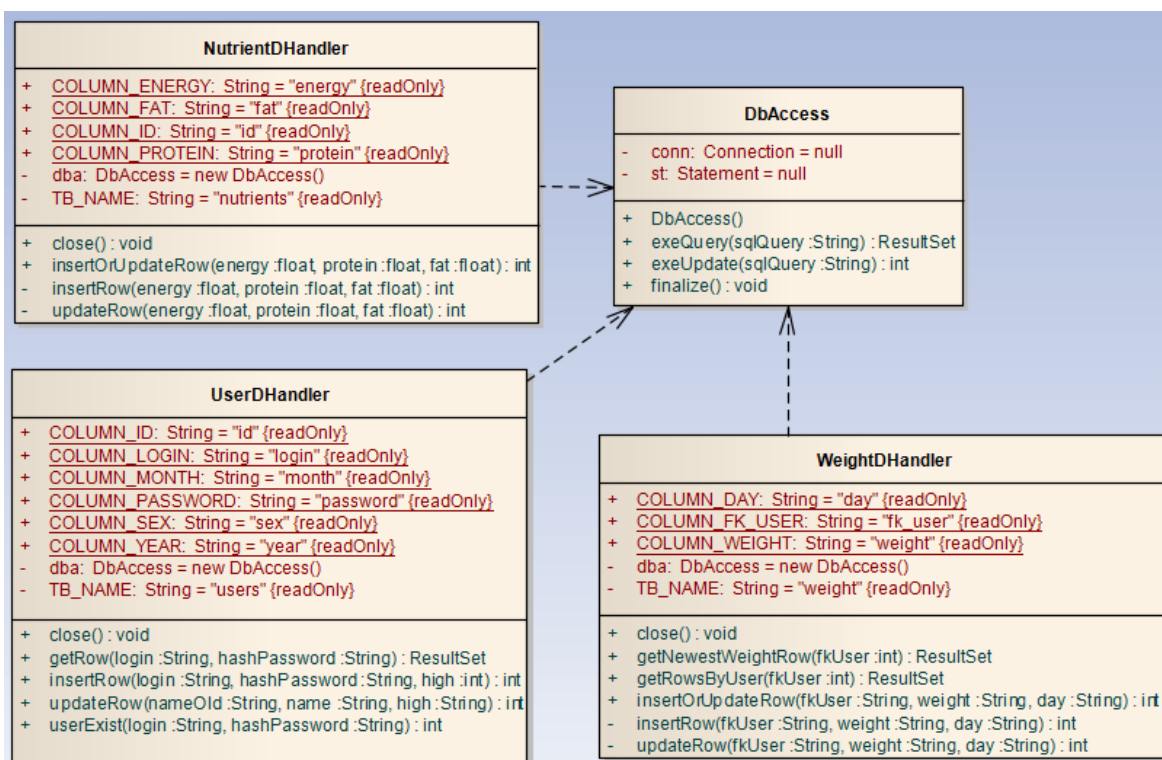 NutrientDHandler
+ COLUMN_ENERGY: String = "energy" {readOnly}
+ COLUMN_FAT: String = "fat" {readOnly}
+ COLUMN_ID: String = "id" {readOnly}
+ COLUMN_PROTEIN: String = "protein" {readOnly}
- dba: DbAccess = new DbAccess()
- TB_NAME: String = "nutrients" {readOnly}
+ close() : void
+ insertOrUpdateRow(energy :float, protein :float, fat :float) : int
- insertRow(energy :float, protein :float, fat :float) : int
- updateRow(energy :float, protein :float, fat :float) : int
DbAccess
- conn: Connection = null
- st: Statement = null
+ DbAccess()
+ exeQuery(sqlQuery :String) : ResultSet
+ exeUpdate(sqlQuery :String) : int
+ finalize() : void
UserDHandler
+ COLUMN_ID: String = "id" {readOnly}
+ COLUMN_LOGIN: String = "login" {readOnly}
+ COLUMN_MONTH: String = "month" {readOnly}
+ COLUMN_PASSWORD: String = "password" {readOnly}
+ COLUMN_SEX: String = "sex" {readOnly}
+ COLUMN_YEAR: String = "year" {readOnly}
- dba: DbAccess = new DbAccess()
- TB_NAME: String = "users" {readOnly}
+ close() : void
+ getRow(login :String, hashPassword :String) : ResultSet
+ insertRow(login :String, hashPassword :String, high :int) : int
+ updateRow(nameOld :String, name :String, high :String) : int
+ userExist(login :String, hashPassword :String) : int
WeightDHandler
+ COLUMN_DAY: String = "day" {readOnly}
+ COLUMN_FK_USER: String = "fk_user" {readOnly}
+ COLUMN_WEIGHT: String = "weight" {readOnly}
- dba: DbAccess = new DbAccess()
- TB_NAME: String = "weight" {readOnly}
+ close() : void
+ getNewestWeightRow(fkUser :int) : ResultSet
+ getRowsByUser(fkUser :int) : ResultSet
+ insertOrUpdateRow(fkUser :String, weight :String, day :String) : int
- insertRow(fkUser :String, weight :String, day :String) : int
- updateRow(fkUser :String, weight :String, day :String) : int